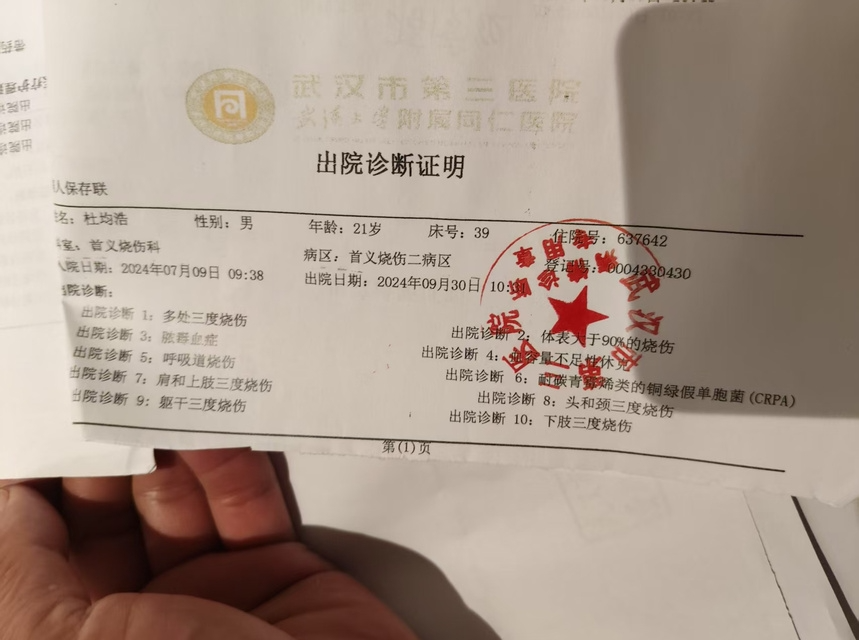 武汉市第三医院
武汉大学附属同仁医院
出院诊断证明
人保存联
姓名：杜均浩 性别：男 年龄：21岁 床号：39 住院号：637642
科室：首义烧伤科 病区：首义烧伤二病区 登记号：0004230430
入院日期：2024年07月09日 09:38 出院日期：2024年09月30日 10:
出院诊断：
出院诊断 1：多处三度烧伤 出院诊断 2：体表大于90%的烧伤
出院诊断 3：脓毒血症 出院诊断 4：血容量不足性休克
出院诊断 5：呼吸道烧伤 出院诊断 6：耐碳青霉烯类的铜绿假单胞菌(CRPA)
出院诊断 7：肩和上肢三度烧伤 出院诊断 8：头和颈三度烧伤
出院诊断 9：躯干三度烧伤 出院诊断 10：下肢三度烧伤
第(1)页